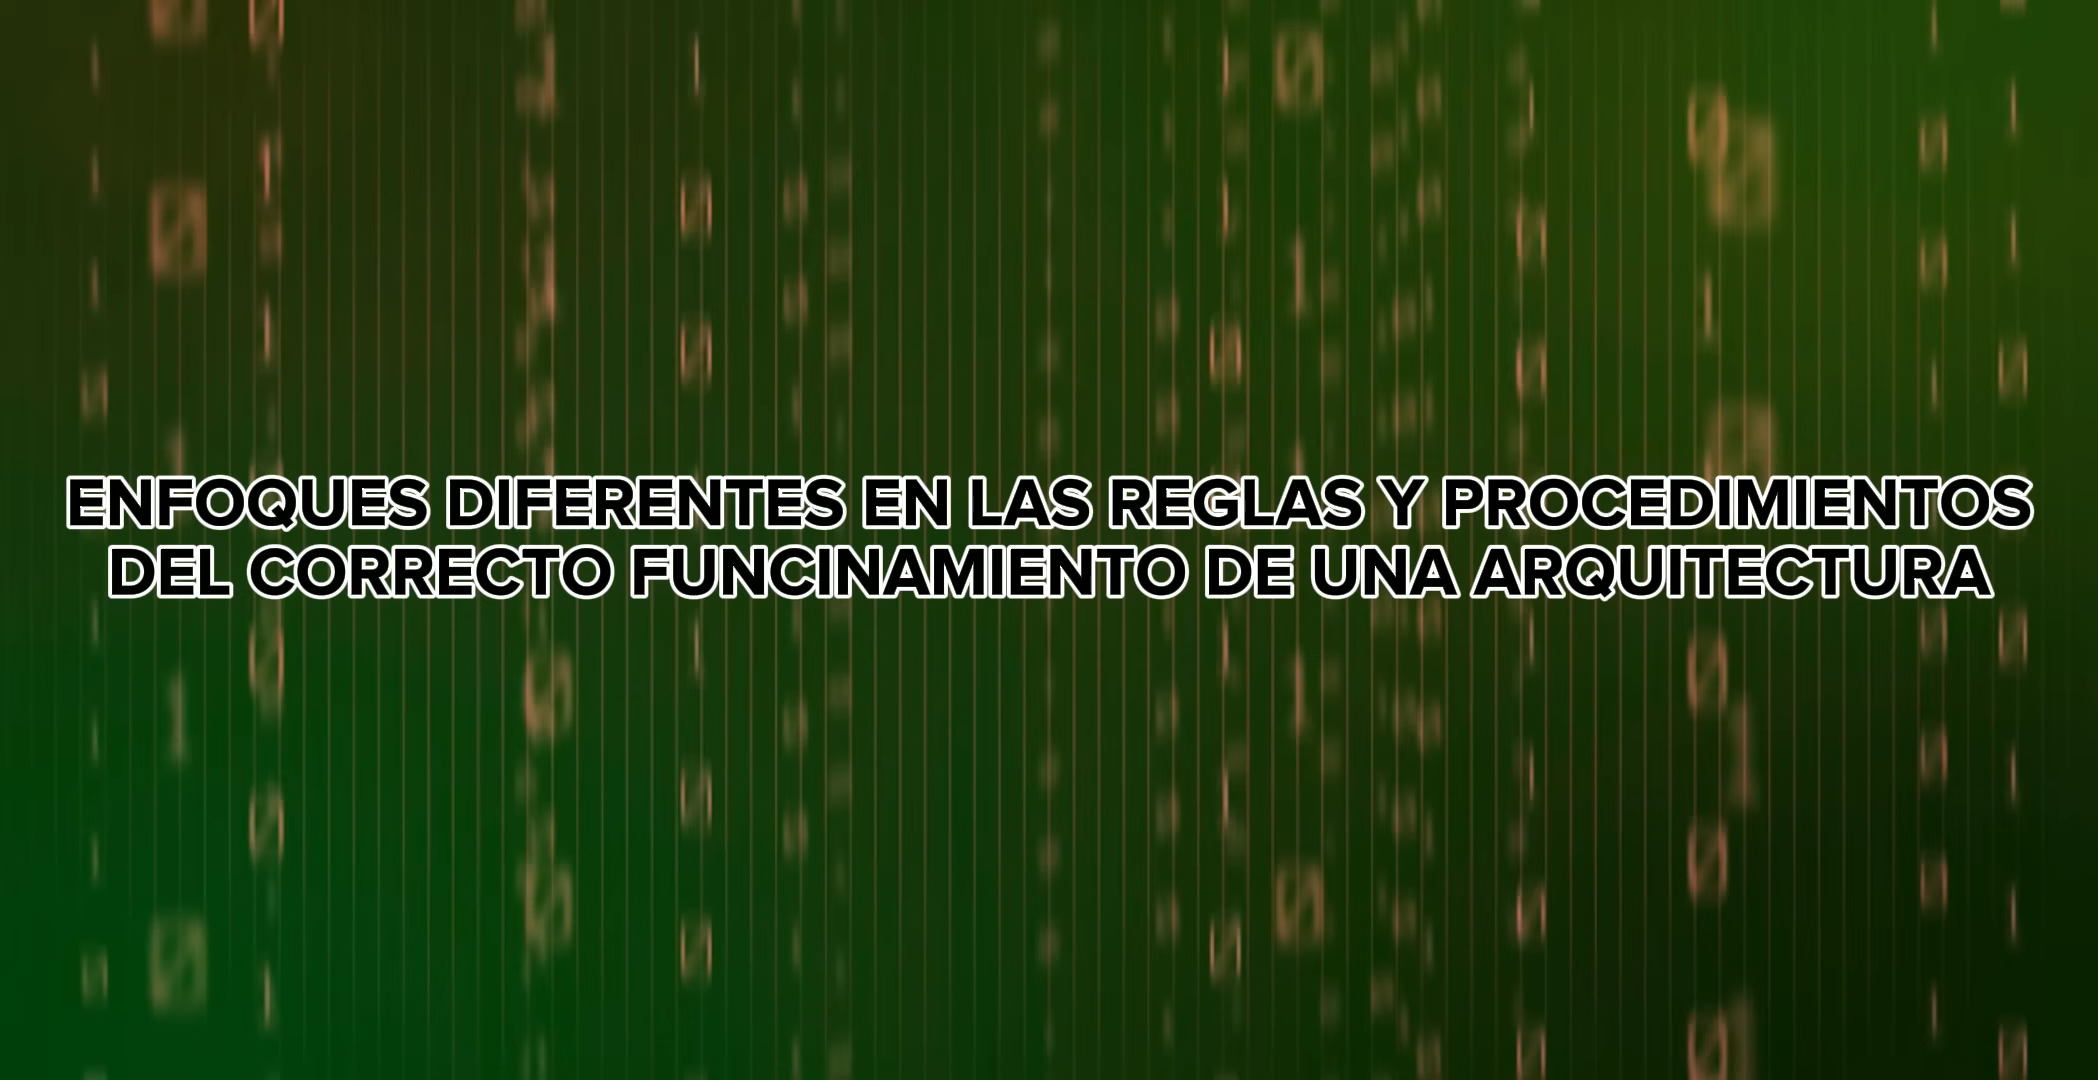 ENFOQUES DIFERENTES EN LAS REGLAS Y PROCEDIMIENTOS
DEL CORRECTO FUNCINAMIENTO DE UNA ARQUITECTURA